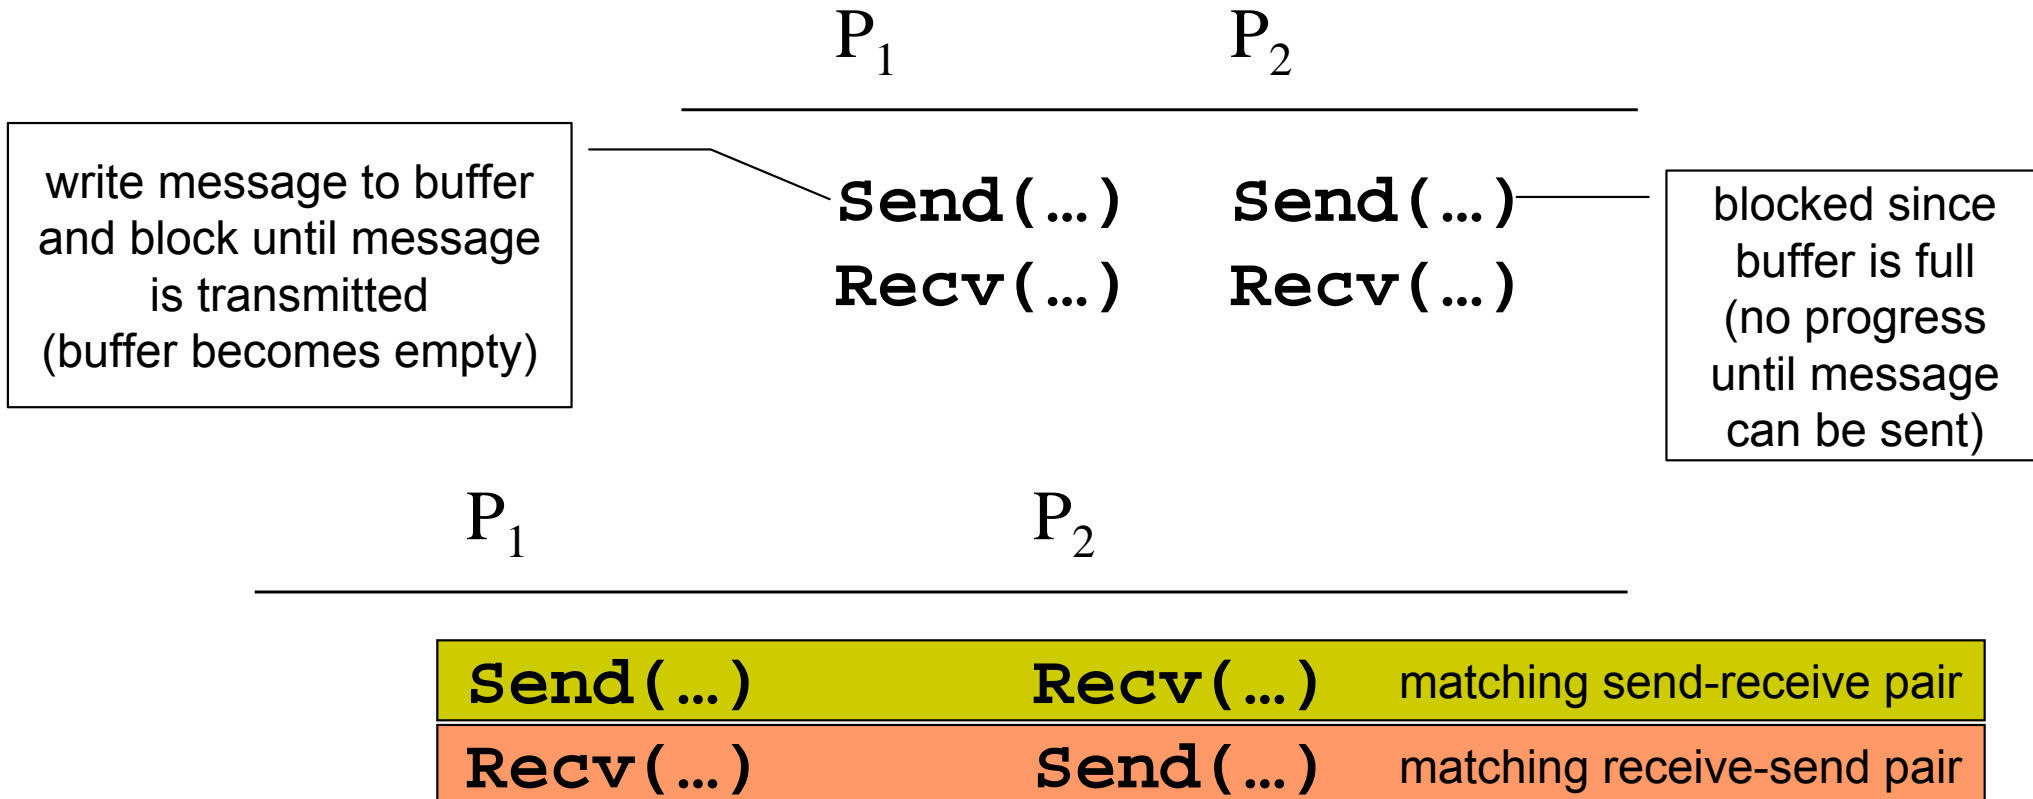 P1 P2
write message to buffer
and block until message
is transmitted
(buffer becomes empty)
Send(…) Send(…)
Recv(…) Recv(…)
blocked since
buffer is full
(no progress
until message
can be sent)
P1 P2
Send(…) Recv(…) matching send-receive pair
Recv(…) Send(…) matching receive-send pair